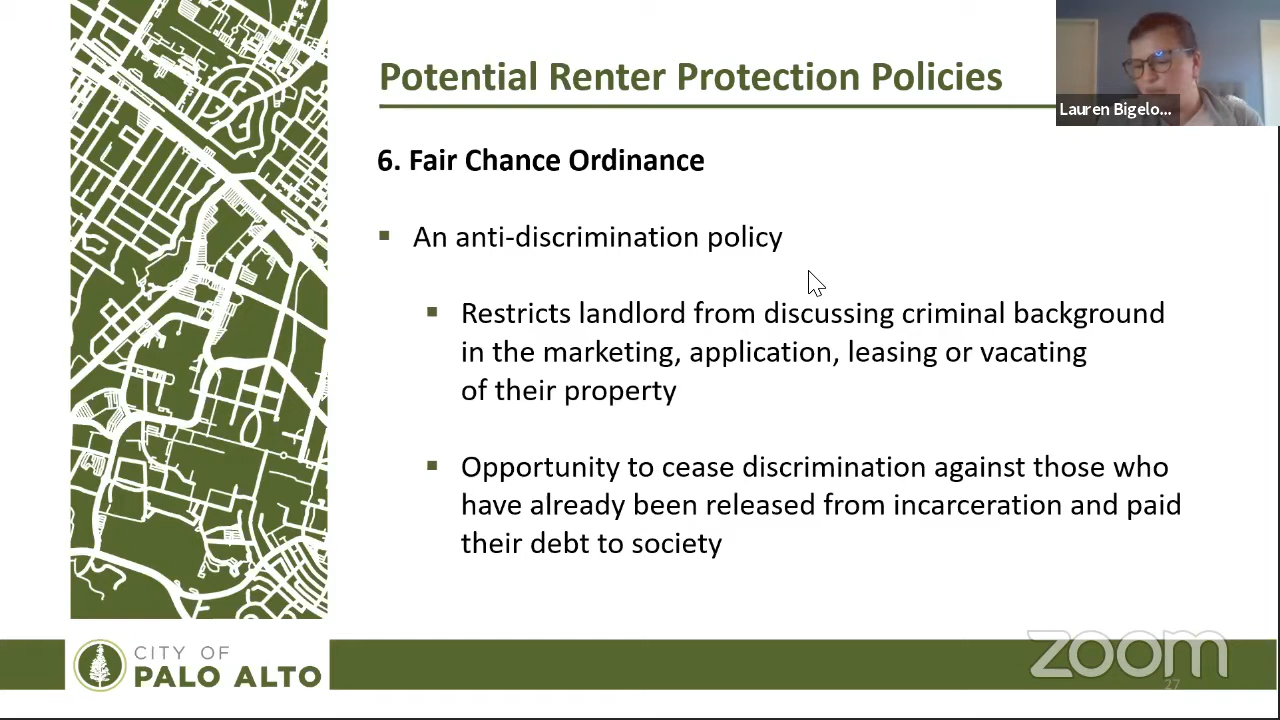 Potential Renter Protection Policies
Lauren Bigelo...
6. Fair Chance Ordinance
An anti-discrimination policy
Restricts landlord from discussing criminal background
in the marketing, application, leasing or vacating
of their property
Opportunity to cease discrimination against those who
have already been released from incarceration and paid
their debt to society
CITY OF
PALO ALTO
zoom
27